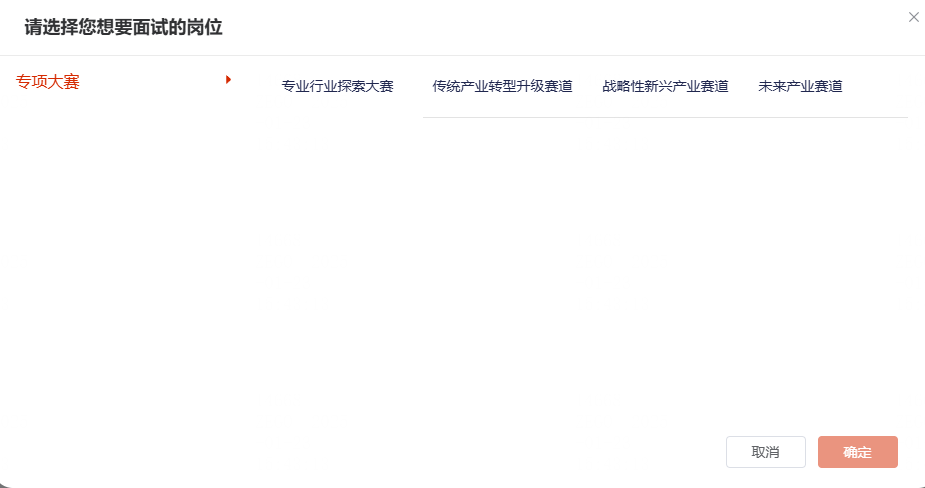 请选择您想要面试的岗位
专项大赛
专业行业探索大赛 传统产业转型升级赛道 战略性新兴产业赛道 未来产业赛道
取消 确定